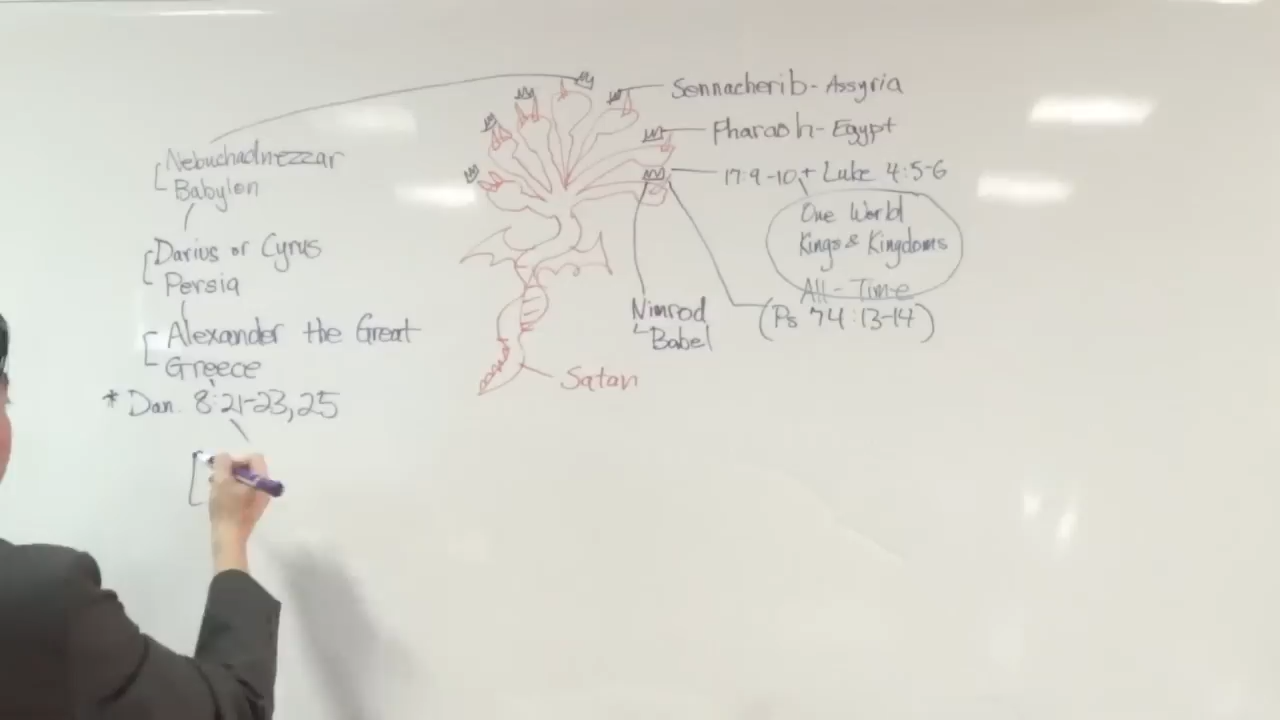 Sennacherib - Assyria
Pharaoh - Egypt
17:9-10, + Luke 4:5-6
One World
Kings & Kingdoms
All-Time
(Ps 74:13-14)
Nimrod
Babel
Satan
Nebuchadnezzar
Babylon
Darius or Cyrus
Persia
Alexander the Great
Greece
* Dan. 8:21-23, 25